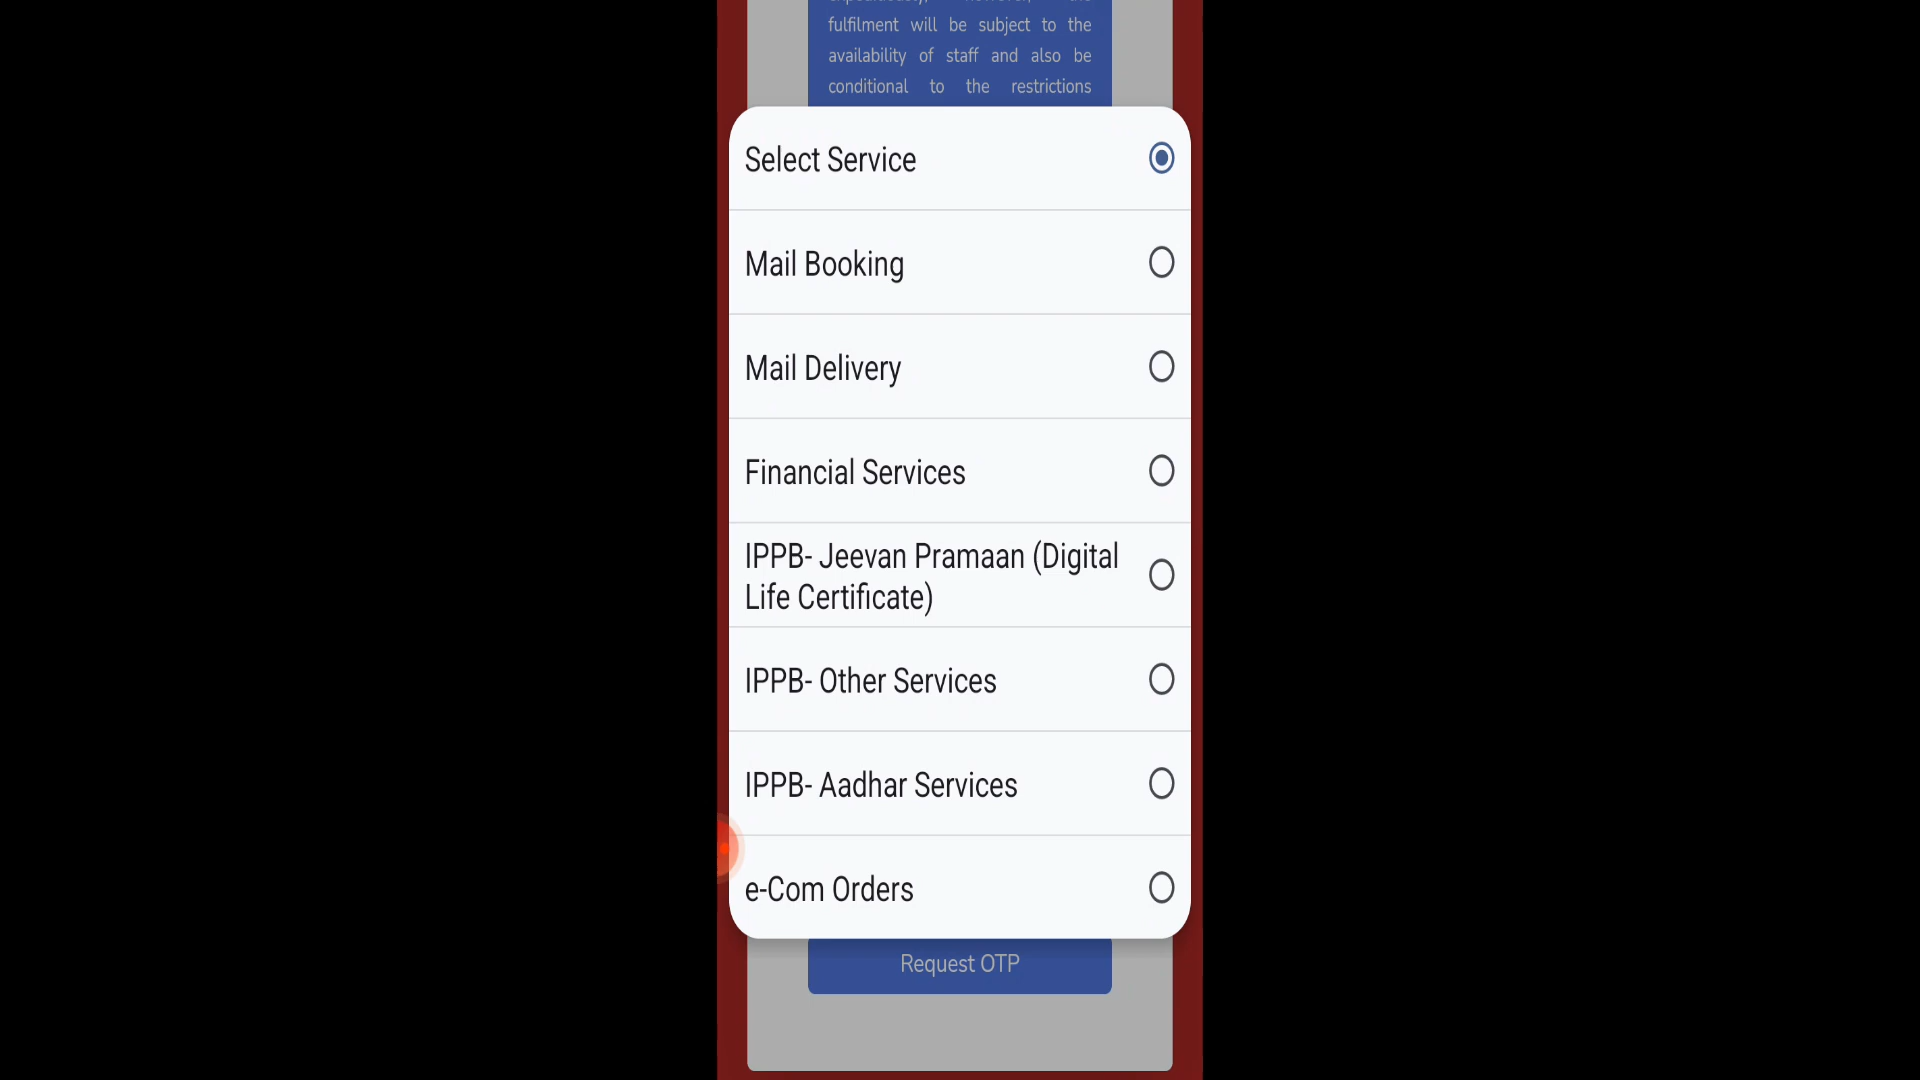 fulfilment will be subject to the
availability of staff and also be
conditional to the restrictions
Select Service
Mail Booking
Mail Delivery
Financial Services
IPPB- Jeevan Pramaan (Digital
Life Certificate)
IPPB- Other Services
IPPB- Aadhar Services
e-Com Orders
Request OTP